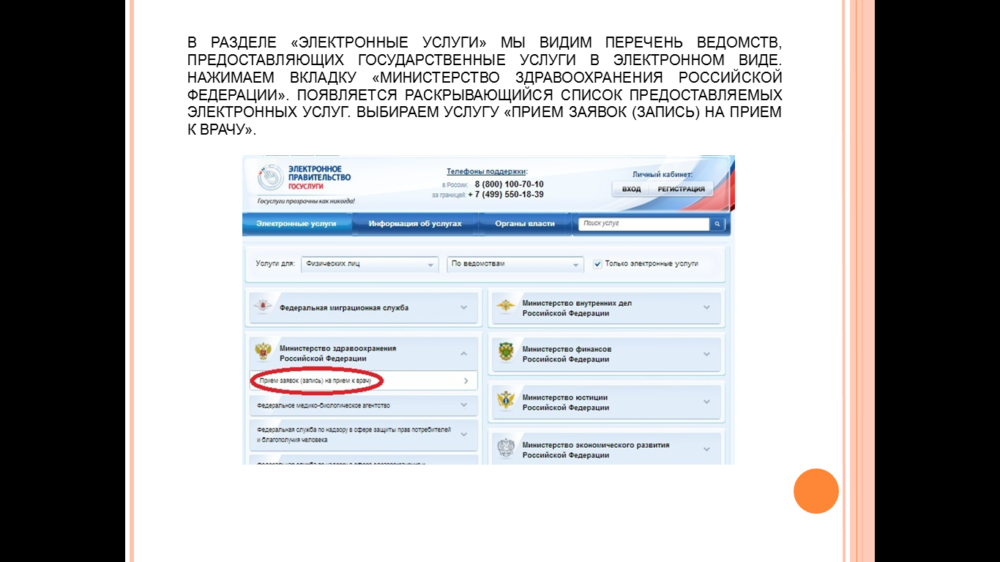 В РАЗДЕЛЕ «ЭЛЕКТРОННЫЕ УСЛУГИ» МЫ ВИДИМ ПЕРЕЧЕНЬ ВЕДОМСТВ,
ПРЕДОСТАВЛЯЮЩИХ ГОСУДАРСТВЕННЫЕ УСЛУГИ В ЭЛЕКТРОННОМ ВИДЕ.
НАЖИМАЕМ ВКЛАДКУ «МИНИСТЕРСТВО ЗДРАВООХРАНЕНИЯ РОССИЙСКОЙ
ФЕДЕРАЦИИ». ПОЯВЛЯЕТСЯ РАСКРЫВАЮЩИЙСЯ СПИСОК ПРЕДОСТАВЛЯЕМЫХ
ЭЛЕКТРОННЫХ УСЛУГ. ВЫБИРАЕМ УСЛУГУ «ПРИЕМ ЗАЯВОК (ЗАПИСЬ) НА ПРИЕМ
К ВРАЧУ».
ЭЛЕКТРОННОЕ
ПРАВИТЕЛЬСТВО
ГОСУСЛУГИ
Госуслуги прозрачны как никогда!
Телефоны поддержки:
в России: 8 (800) 100-70-10
за границей: + 7 (499) 550-18-39
Личный кабинет:
ВХОД РЕГИСТРАЦИЯ
Электронные услуги Информация об услугах Органы власти Поиск услуг
Услуги для: Физических лиц По ведомствам Только электронные услуги
Федеральная миграционная служба
Министерство здравоохранения
Российской Федерации
Прием заявок (запись) на прием к врачу
Федеральное медико-биологическое агентство
Федеральная служба по надзору в сфере защиты прав потребителей
и благополучия человека
Федеральная служба по надзору в сфере здравоохранения и
Министерство внутренних дел
Российской Федерации
Министерство финансов
Российской Федерации
Министерство юстиции
Российской Федерации
Министерство экономического развития
Российской Федерации